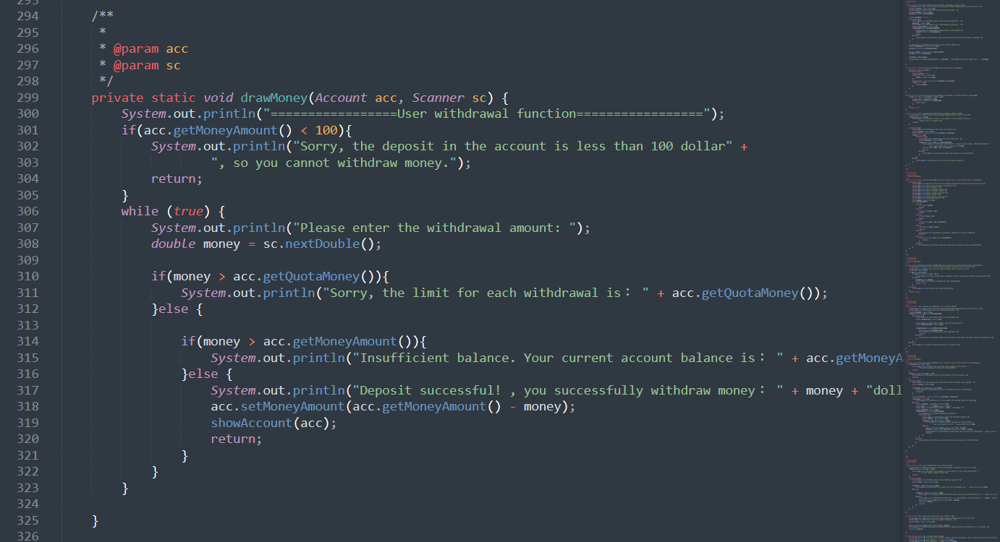 293
294 /**
295 *
296 * @param acc
297 * @param sc
298 */
299 private static void drawMoney(Account acc, Scanner sc) {
300 System.out.println("=================User withdrawal function=================");
301 if(acc.getMoneyAmount() < 100){
302 System.out.println("Sorry, the deposit in the account is less than 100 dollar" +
303 ", so you cannot withdraw money.");
304 return;
305 }
306 while (true) {
307 System.out.println("Please enter the withdrawal amount: ");
308 double money = sc.nextDouble();
309
310 if(money > acc.getQuotaMoney()){
311 System.out.println("Sorry, the limit for each withdrawal is： " + acc.getQuotaMoney());
312 }else {
313
314 if(money > acc.getMoneyAmount()){
315 System.out.println("Insufficient balance. Your current account balance is： " + acc.getMoneyA
316 }else {
317 System.out.println("Deposit successful! , you successfully withdraw money： " + money + "doll
318 acc.setMoneyAmount(acc.getMoneyAmount() - money);
319 showAccount(acc);
320 return;
321 }
322 }
323 }
324
325 }
326